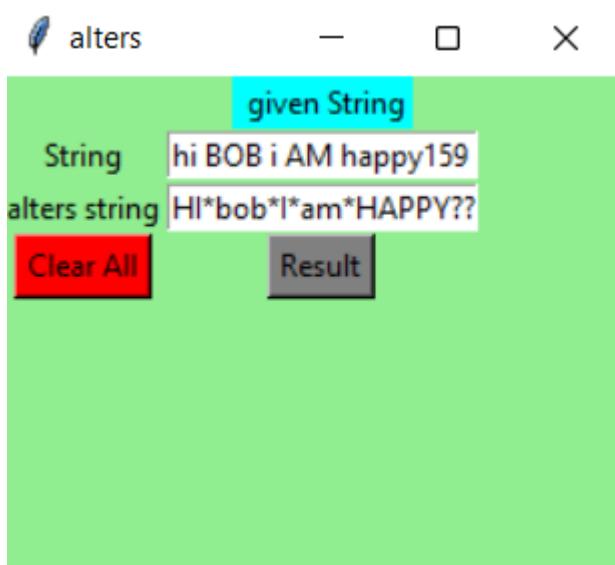 alters
given String
String hi BOB i AM happy159
alters string HI*bob*I*am*HAPPY??
Clear All Result